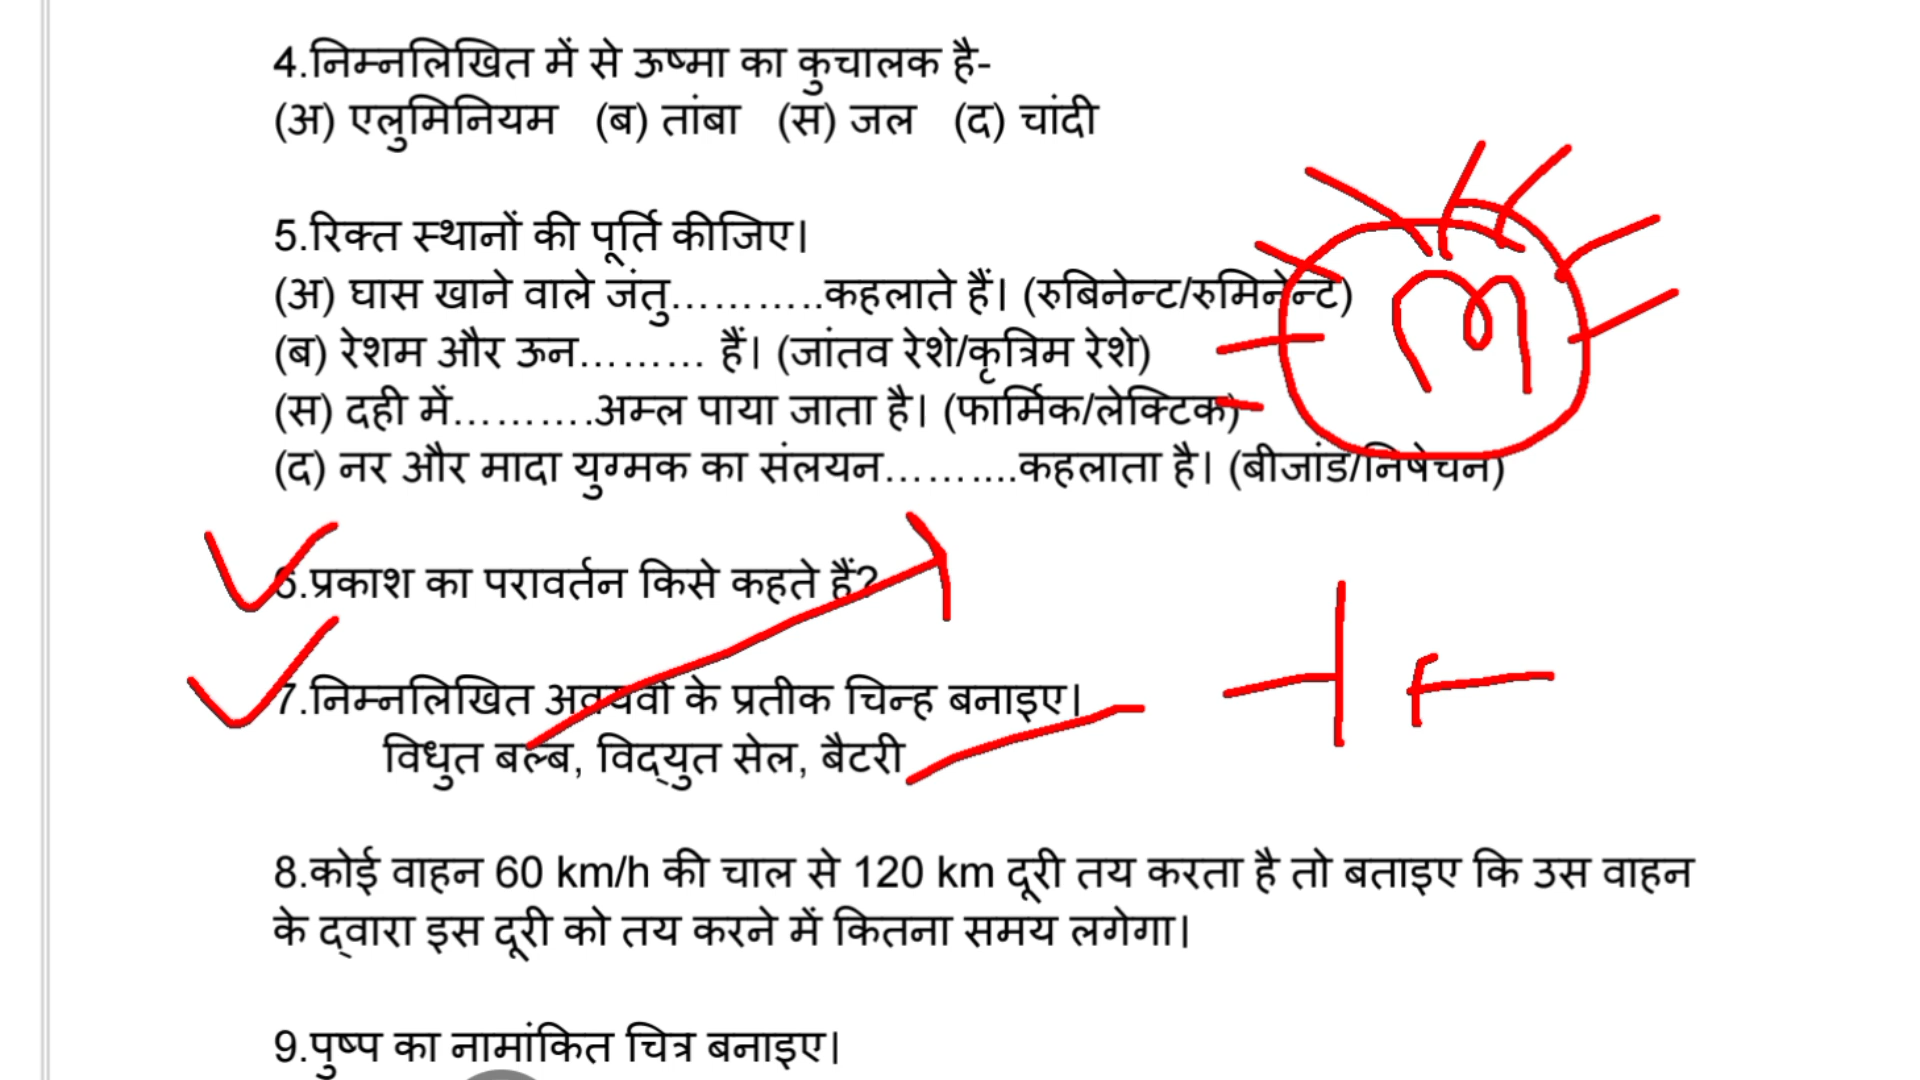 4.निम्नलिखित में से ऊष्मा का कुचालक है-
(अ) एलुमिनियम (ब) तांबा (स) जल (द) चांदी
5.रिक्त स्थानों की पूर्ति कीजिए।
(अ) घास खाने वाले जंतु………..कहलाते हैं। (रुबिनेन्ट/रुमिनेन्ट)
(ब) रेशम और ऊन……… हैं। (जांतव रेशे/कृत्रिम रेशे)
(स) दही में……….अम्ल पाया जाता है। (फार्मिक/लेक्टिक)
(द) नर और मादा युग्मक का संलयन………...कहलाता है। (बीजांड/निषेचन)
6.प्रकाश का परावर्तन किसे कहते हैं?
7.निम्नलिखित अवयवों के प्रतीक चिन्ह बनाइए।
विधुत बल्ब, विद्युत सेल, बैटरी
8.कोई वाहन 60 km/h की चाल से 120 km दूरी तय करता है तो बताइए कि उस वाहन
के द्वारा इस दूरी को तय करने में कितना समय लगेगा।
9.पुष्प का नामांकित चित्र बनाइए।